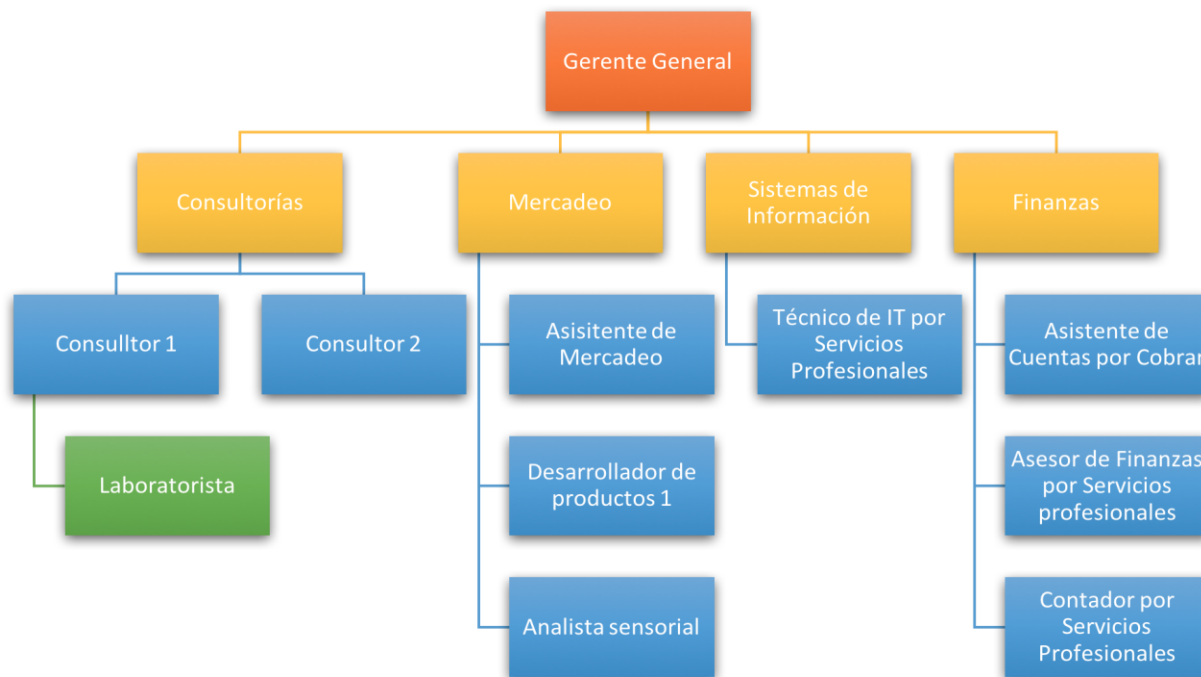 Gerente General
Consultorías
Mercadeo
Sistemas de
Información
Finanzas
Consulltor 1
Consultor 2
Asisitente de
Mercadeo
Técnico de IT por
Servicios
Profesionales
Asistente de
Cuentas por Cobrar
Laboratorista
Desarrollador de
productos 1
Asesor de Finanzas
por Servicios
profesionales
Analista sensorial
Contador por
Servicios
Profesionales